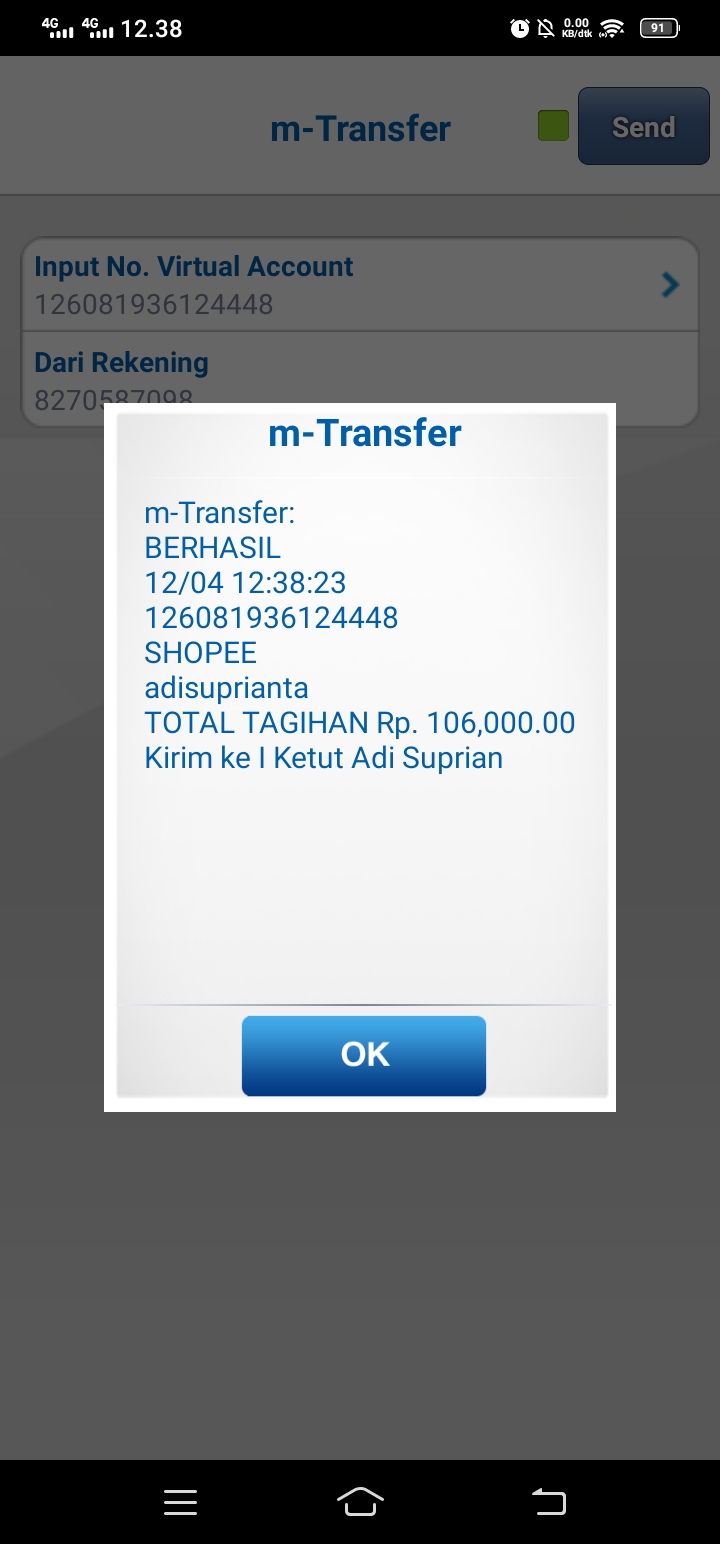 4G 4G 12.38 0.00 KB/dtk 91
m-Transfer
Send
Input No. Virtual Account
126081936124448
Dari Rekening
8270587098
m-Transfer
m-Transfer:
BERHASIL
12/04 12:38:23
126081936124448
SHOPEE
adisuprianta
TOTAL TAGIHAN Rp. 106,000.00
Kirim ke I Ketut Adi Suprian
OK